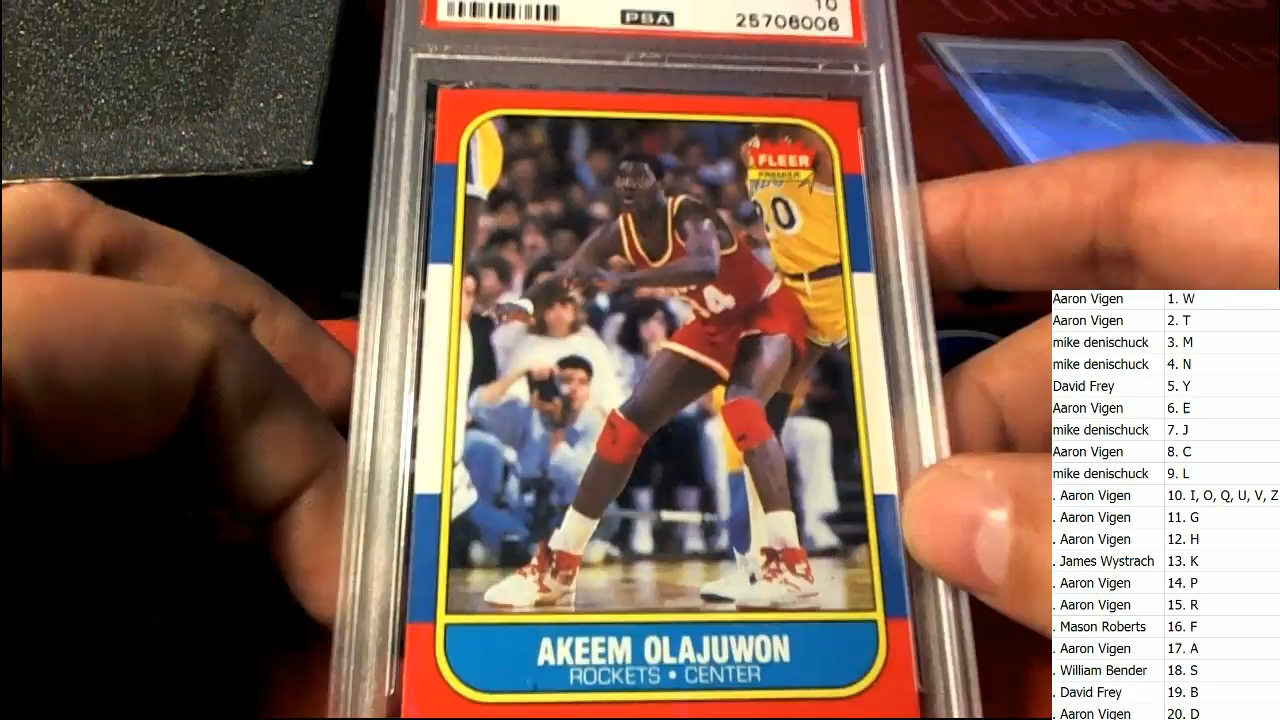 10
PSA
25706006
FLEER
PREMIER
20
34
AKEEM OLAJUWON
ROCKETS • CENTER
Aaron Vigen 1. W
Aaron Vigen 2. T
mike denischuck 3. M
mike denischuck 4. N
David Frey 5. Y
Aaron Vigen 6. E
mike denischuck 7. J
Aaron Vigen 8. C
mike denischuck 9. L
. Aaron Vigen 10. I, O, Q, U, V, Z
. Aaron Vigen 11. G
. Aaron Vigen 12. H
. James Wystrach 13. K
. Aaron Vigen 14. P
. Aaron Vigen 15. R
. Mason Roberts 16. F
. Aaron Vigen 17. A
. William Bender 18. S
. David Frey 19. B
. Aaron Vigen 20. D